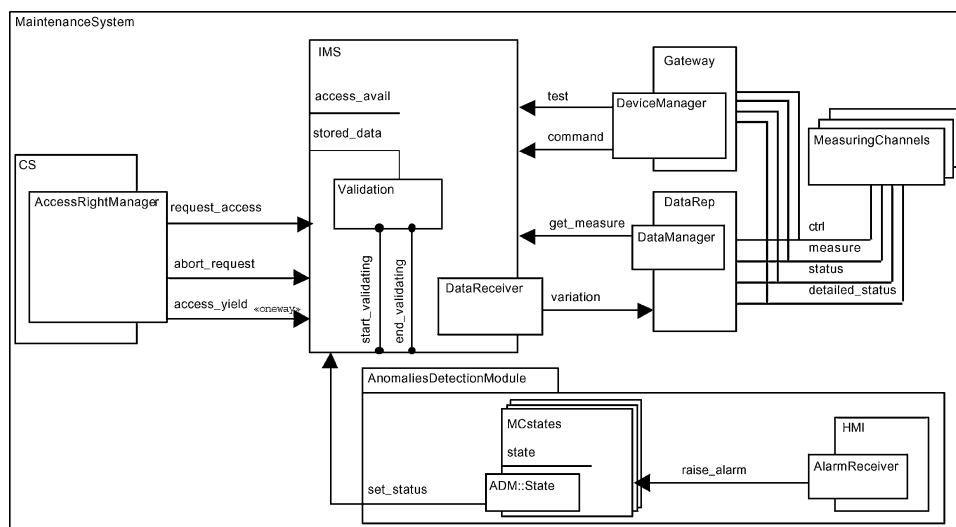 MaintenanceSystem
IMS
access_avail
stored_data
Validation
start_validating
end_validating
CS
AccessRightManager
request_access
abort_request
access_yield «oneway»
Gateway
test
DeviceManager
command
MeasuringChannels
DataRep
get_measure
DataManager
ctrl
measure
status
detailed_status
DataReceiver
variation
AnomaliesDetectionModule
MCstates
state
ADM::State
set_status
raise_alarm
HMI
AlarmReceiver